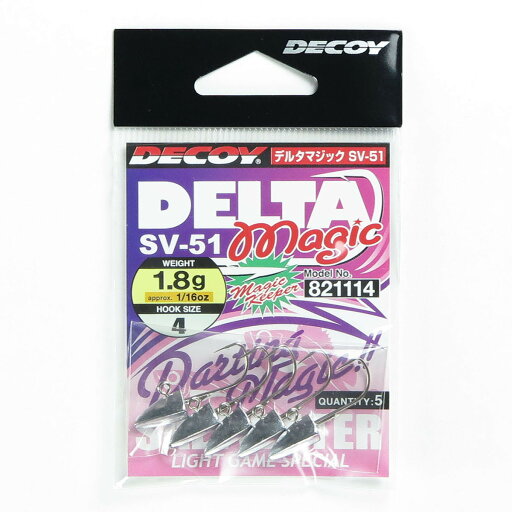 DECOY
DECOY® デルタマジック SV-51
DELTA
SV-51 magic
WEIGHT
1.8g
approx. 1/16oz
HOOK SIZE
4
Magic Keeper
Model No.
821114
Darting Magic!!
QUANTITY:5
LIGHT GAME SPECIAL